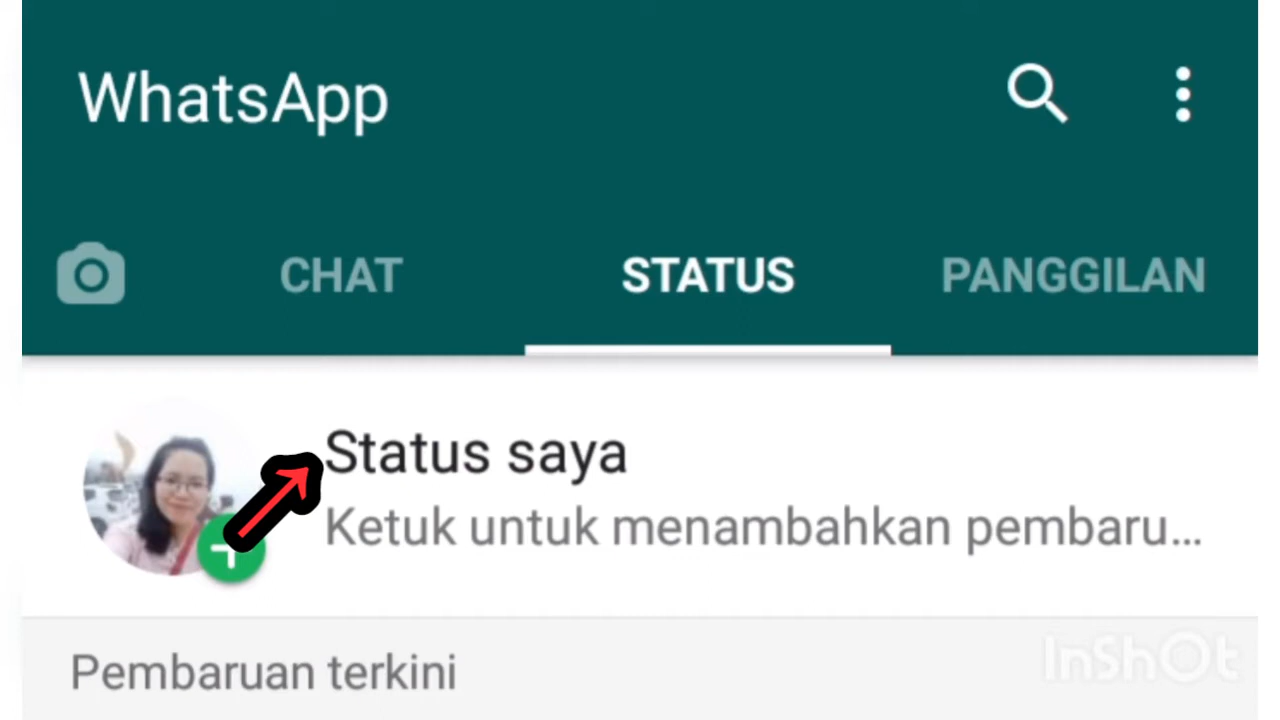 WhatsApp
CHAT STATUS PANGGILAN
Status saya
Ketuk untuk menambahkan pembaru...
Pembaruan terkini
InShOt